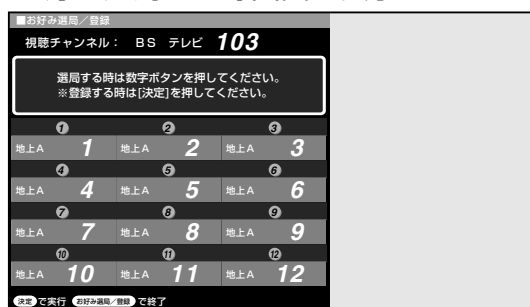 ■お好み選局／登録
視聴チャンネル： BS テレビ 103
選局する時は数字ボタンを押してください。
※登録する時は[決定]を押してください。
1 2 3
地上A 1 地上A 2 地上A 3
4 5 6
地上A 4 地上A 5 地上A 6
7 8 9
地上A 7 地上A 8 地上A 9
10 11 12
地上A 10 地上A 11 地上A 12
決定で実行 お好み選局／登録で終了